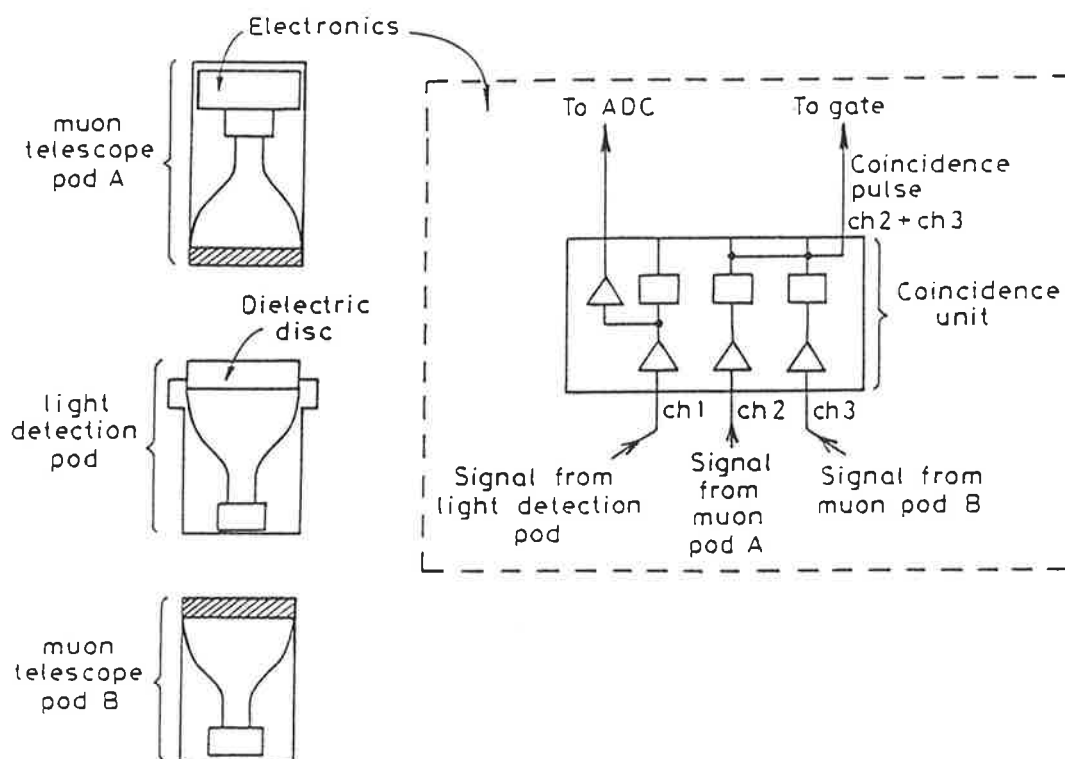 Electronics
muon
telescope
pod A
Dielectric
disc
light
detection
pod
muon
telescope
pod B
To ADC
To gate
Coincidence
pulse
ch2 + ch3
Coincidence
unit
ch1
ch2
ch3
Signal from
light detection
pod
Signal
from
muon
pod A
Signal from
muon pod B